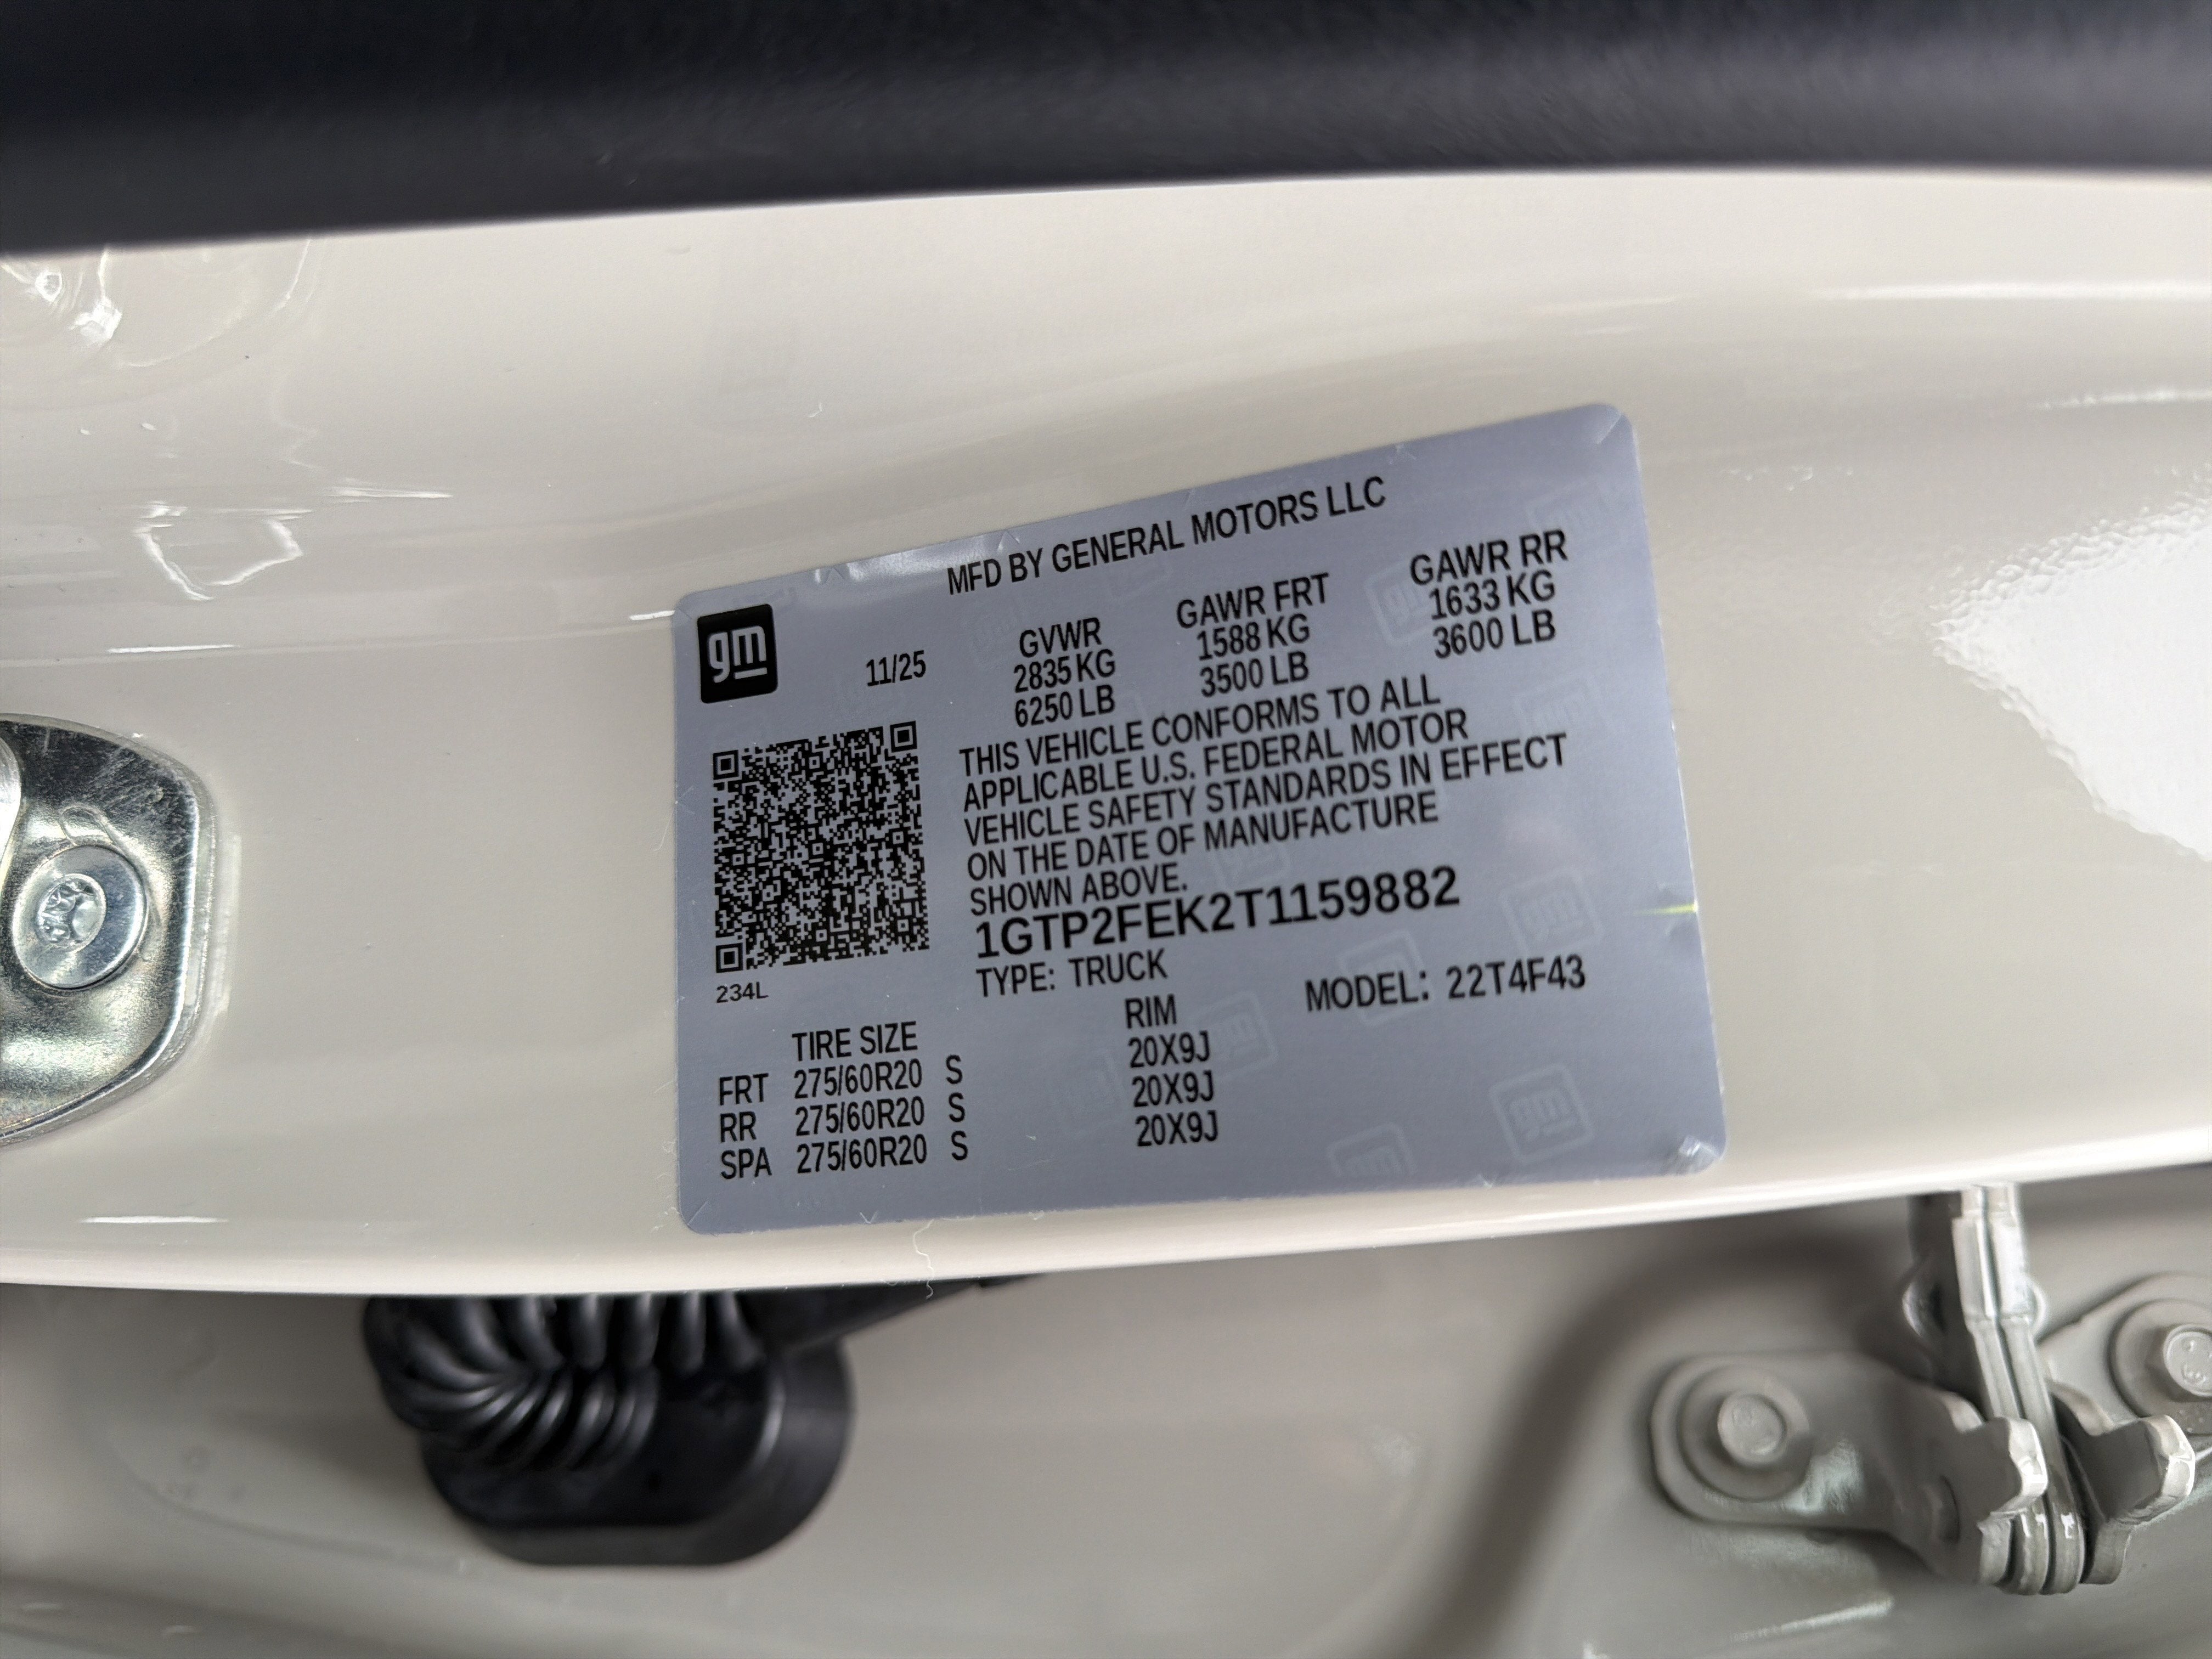 MFD BY GENERAL MOTORS LLC
gm
11/25
GVWR GAWR FRT GAWR RR
2835 KG 1588 KG 1633 KG
6250 LB 3500 LB 3600 LB
THIS VEHICLE CONFORMS TO ALL
APPLICABLE U.S. FEDERAL MOTOR
VEHICLE SAFETY STANDARDS IN EFFECT
ON THE DATE OF MANUFACTURE
SHOWN ABOVE.
1GTP2FEK2T1159882
TYPE: TRUCK MODEL: 22T4F43
234L
TIRE SIZE RIM
FRT 275/60R20 S 20X9J
RR 275/60R20 S 20X9J
SPA 275/60R20 S 20X9J